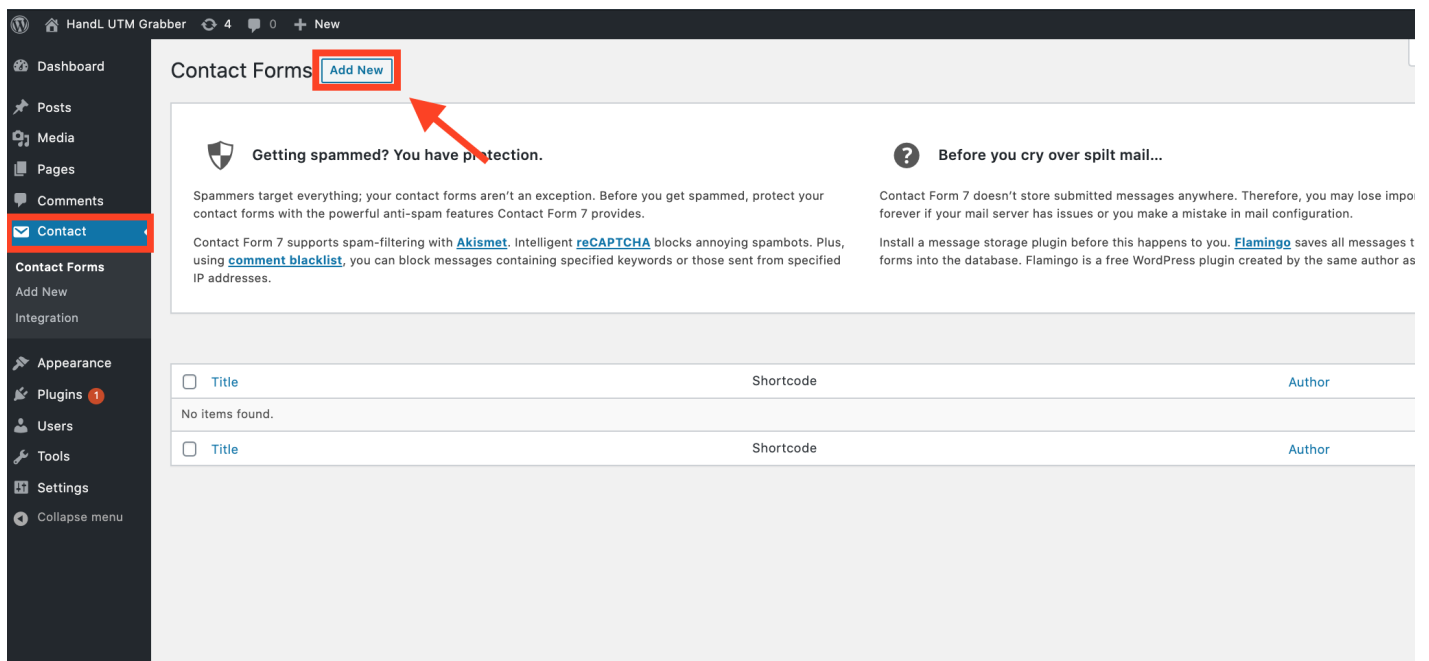 HandL UTM Grabber 4 0 + New
Dashboard
Posts
Media
Pages
Comments
Contact
Contact Forms
Add New
Integration
Appearance
Plugins 1
Users
Tools
Settings
Collapse menu
Contact Forms Add New
Getting spammed? You have protection.
Spammers target everything; your contact forms aren’t an exception. Before you get spammed, protect your
contact forms with the powerful anti-spam features Contact Form 7 provides.
Contact Form 7 supports spam-filtering with Akismet. Intelligent reCAPTCHA blocks annoying spambots. Plus,
using comment blacklist, you can block messages containing specified keywords or those sent from specified
IP addresses.
Before you cry over spilt mail...
Contact Form 7 doesn’t store submitted messages anywhere. Therefore, you may lose impo
forever if your mail server has issues or you make a mistake in mail configuration.
Install a message storage plugin before this happens to you. Flamingo saves all messages t
forms into the database. Flamingo is a free WordPress plugin created by the same author as
Title Shortcode Author
No items found.
Title Shortcode Author